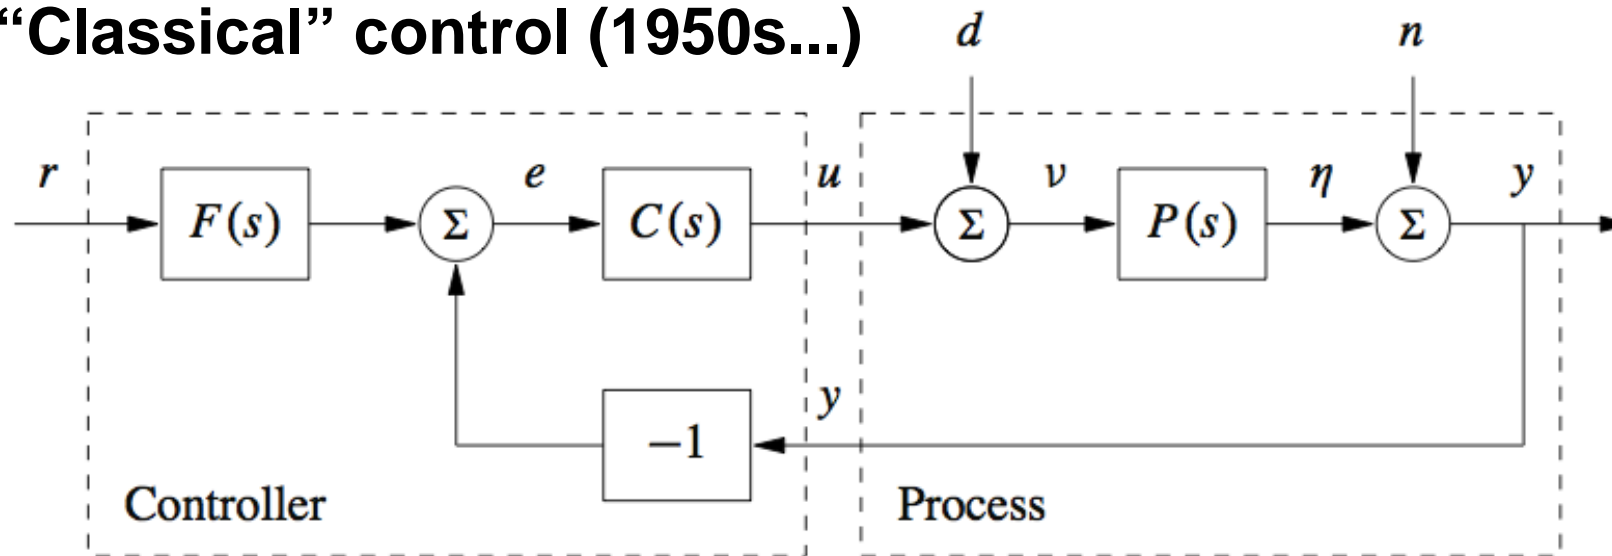 “Classical” control (1950s...)
d
n
r
F(s)
Σ
e
C(s)
u
Σ
ν
P(s)
η
Σ
y
−1
y
Controller
Process